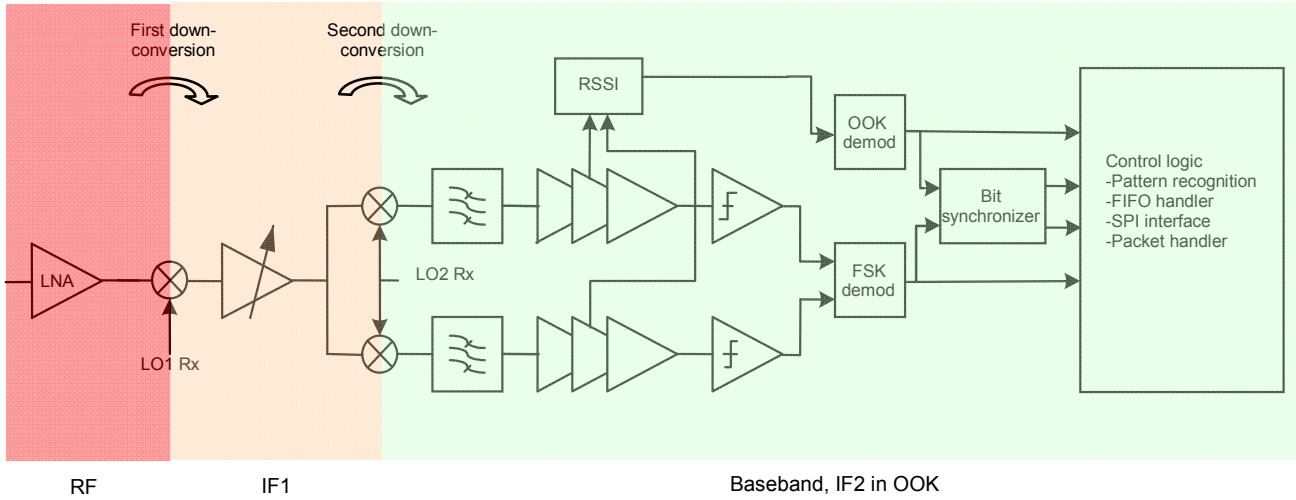 First down-
conversion
Second down-
conversion
RSSI
OOK
demod
Control logic
-Pattern recognition
-FIFO handler
-SPI interface
-Packet handler
Bit
synchronizer
LNA
LO2 Rx
FSK
demod
LO1 Rx
RF
IF1
Baseband, IF2 in OOK